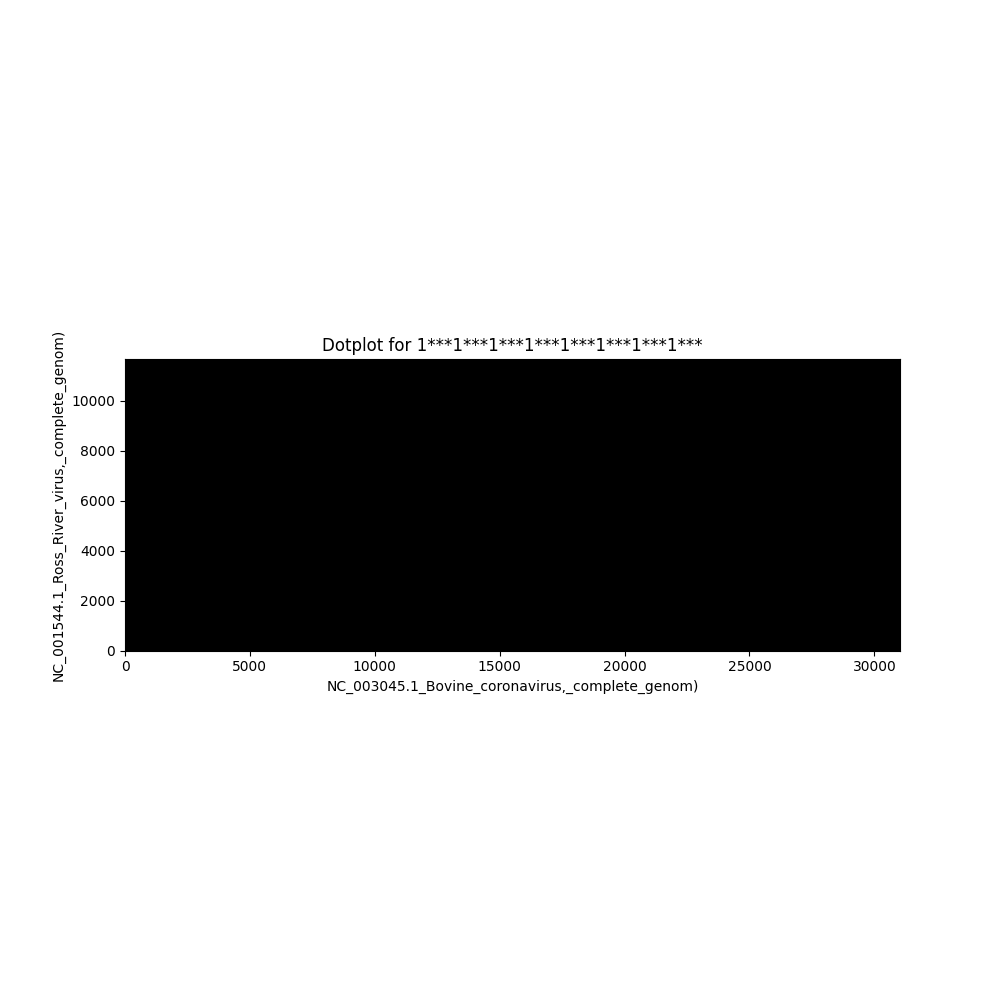 Dotplot for 1***1***1***1***1***1***1***1***
NC_001544.1_Ross_River_virus,_complete_genom)
10000
8000
6000
4000
2000
0
0 5000 10000 15000 20000 25000 30000
NC_003045.1_Bovine_coronavirus,_complete_genom)